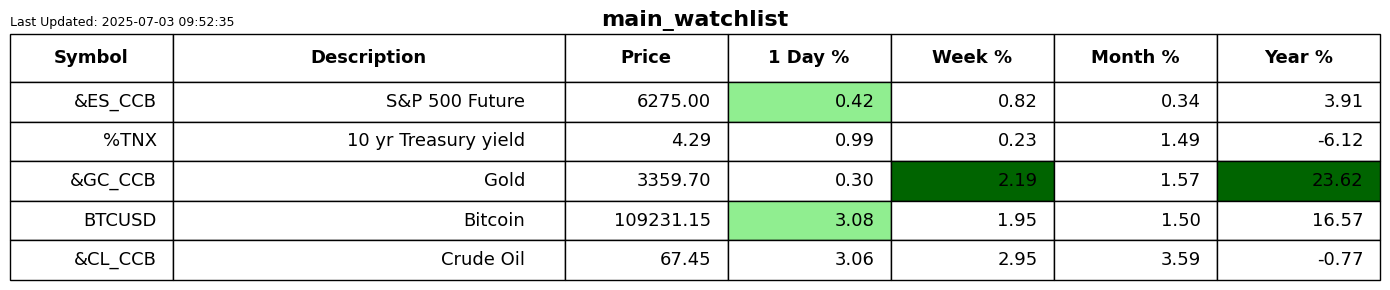 Last Updated: 2025-07-03 09:52:35
main_watchlist
Symbol Description Price 1 Day % Week % Month % Year %
&ES_CCB S&P 500 Future 6275.00 0.42 0.82 0.34 3.91
%TNX 10 yr Treasury yield 4.29 0.99 0.23 1.49 -6.12
&GC_CCB Gold 3359.70 0.30 2.19 1.57 23.62
BTCUSD Bitcoin 109231.15 3.08 1.95 1.50 16.57
&CL_CCB Crude Oil 67.45 3.06 2.95 3.59 -0.77